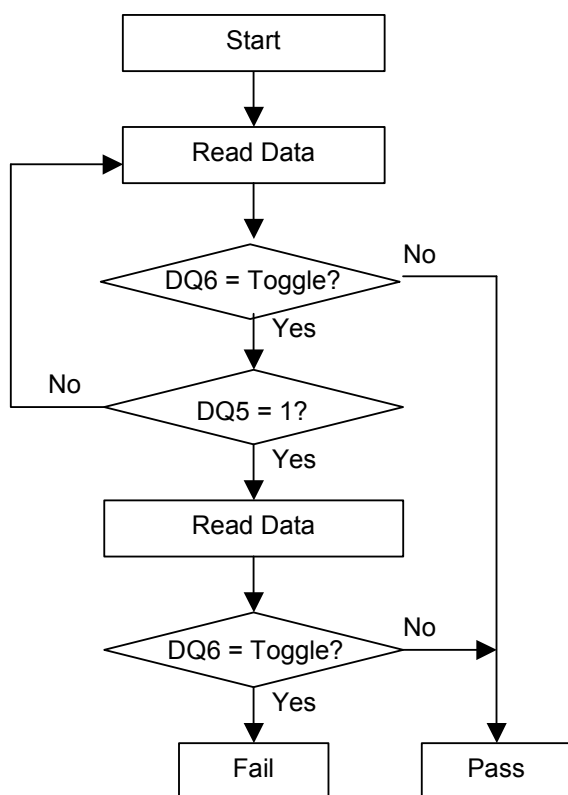 Start
Read Data
DQ6 = Toggle?
No
Yes
No
DQ5 = 1?
Yes
Read Data
DQ6 = Toggle?
No
Yes
Fail
Pass